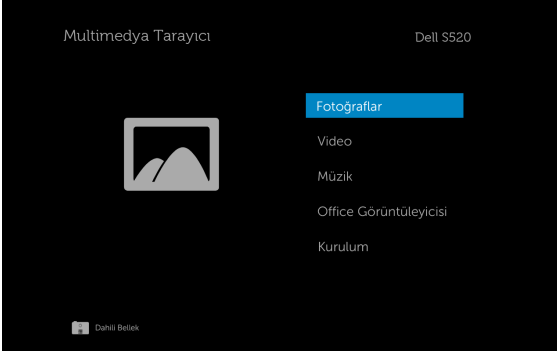 Multimedya Tarayıcı
Dell S520
Fotoğraflar
Video
Müzik
Office Görüntüleyicisi
Kurulum
Dahili Bellek